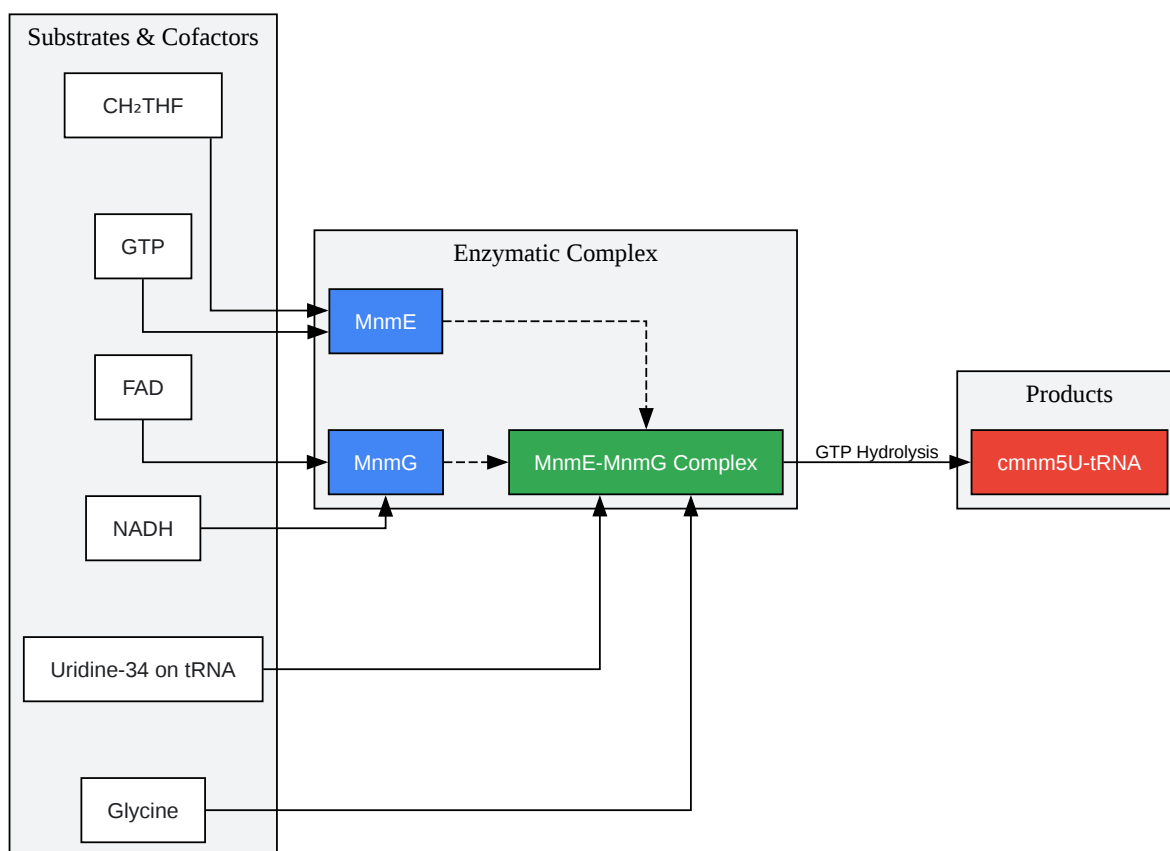 Substrates & Cofactors
CH₂THF
GTP
FAD
NADH
Uridine-34 on tRNA
Glycine
Enzymatic Complex
MnmE
MnmG
MnmE-MnmG Complex
GTP Hydrolysis
Products
cmnm5U-tRNA